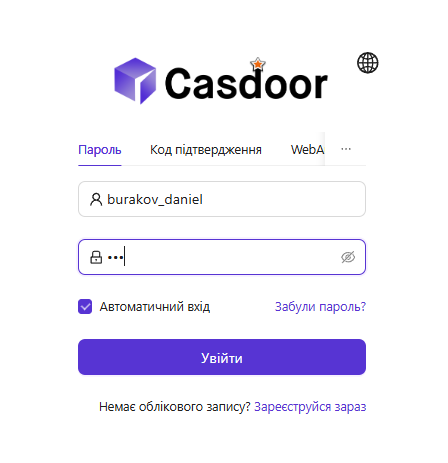 Casdoor
Пароль Код підтвердження WebA ···
burakov_daniel
•••
Автоматичний вхід Забули пароль?
Увійти
Немає облікового запису? Зареєструйся зараз